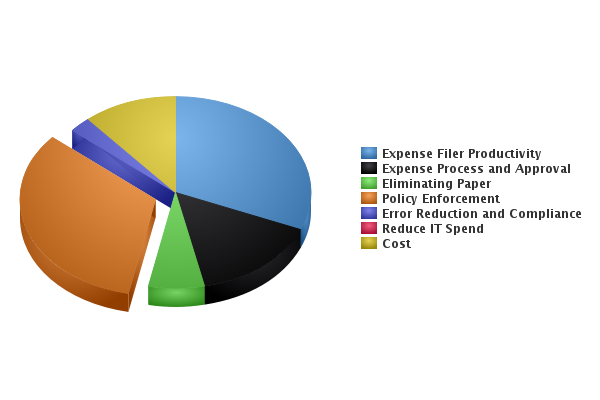 Expense Filer Productivity
Expense Process and Approval
Eliminating Paper
Policy Enforcement
Error Reduction and Compliance
Reduce IT Spend
Cost